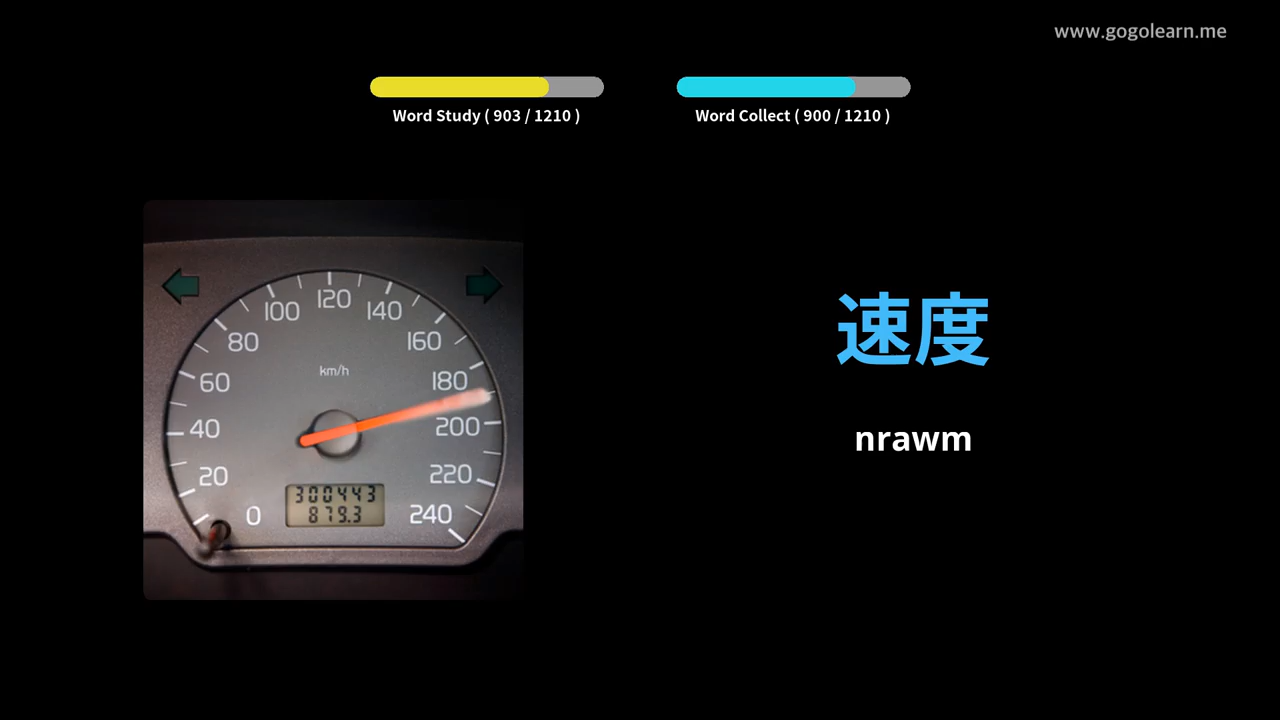 www.gogolearn.me
Word Study ( 903 / 1210 )
Word Collect ( 900 / 1210 )
速度
nrawm
0
20
40
60
80
100
120
140
160
180
200
220
240
km/h
300443
879.3